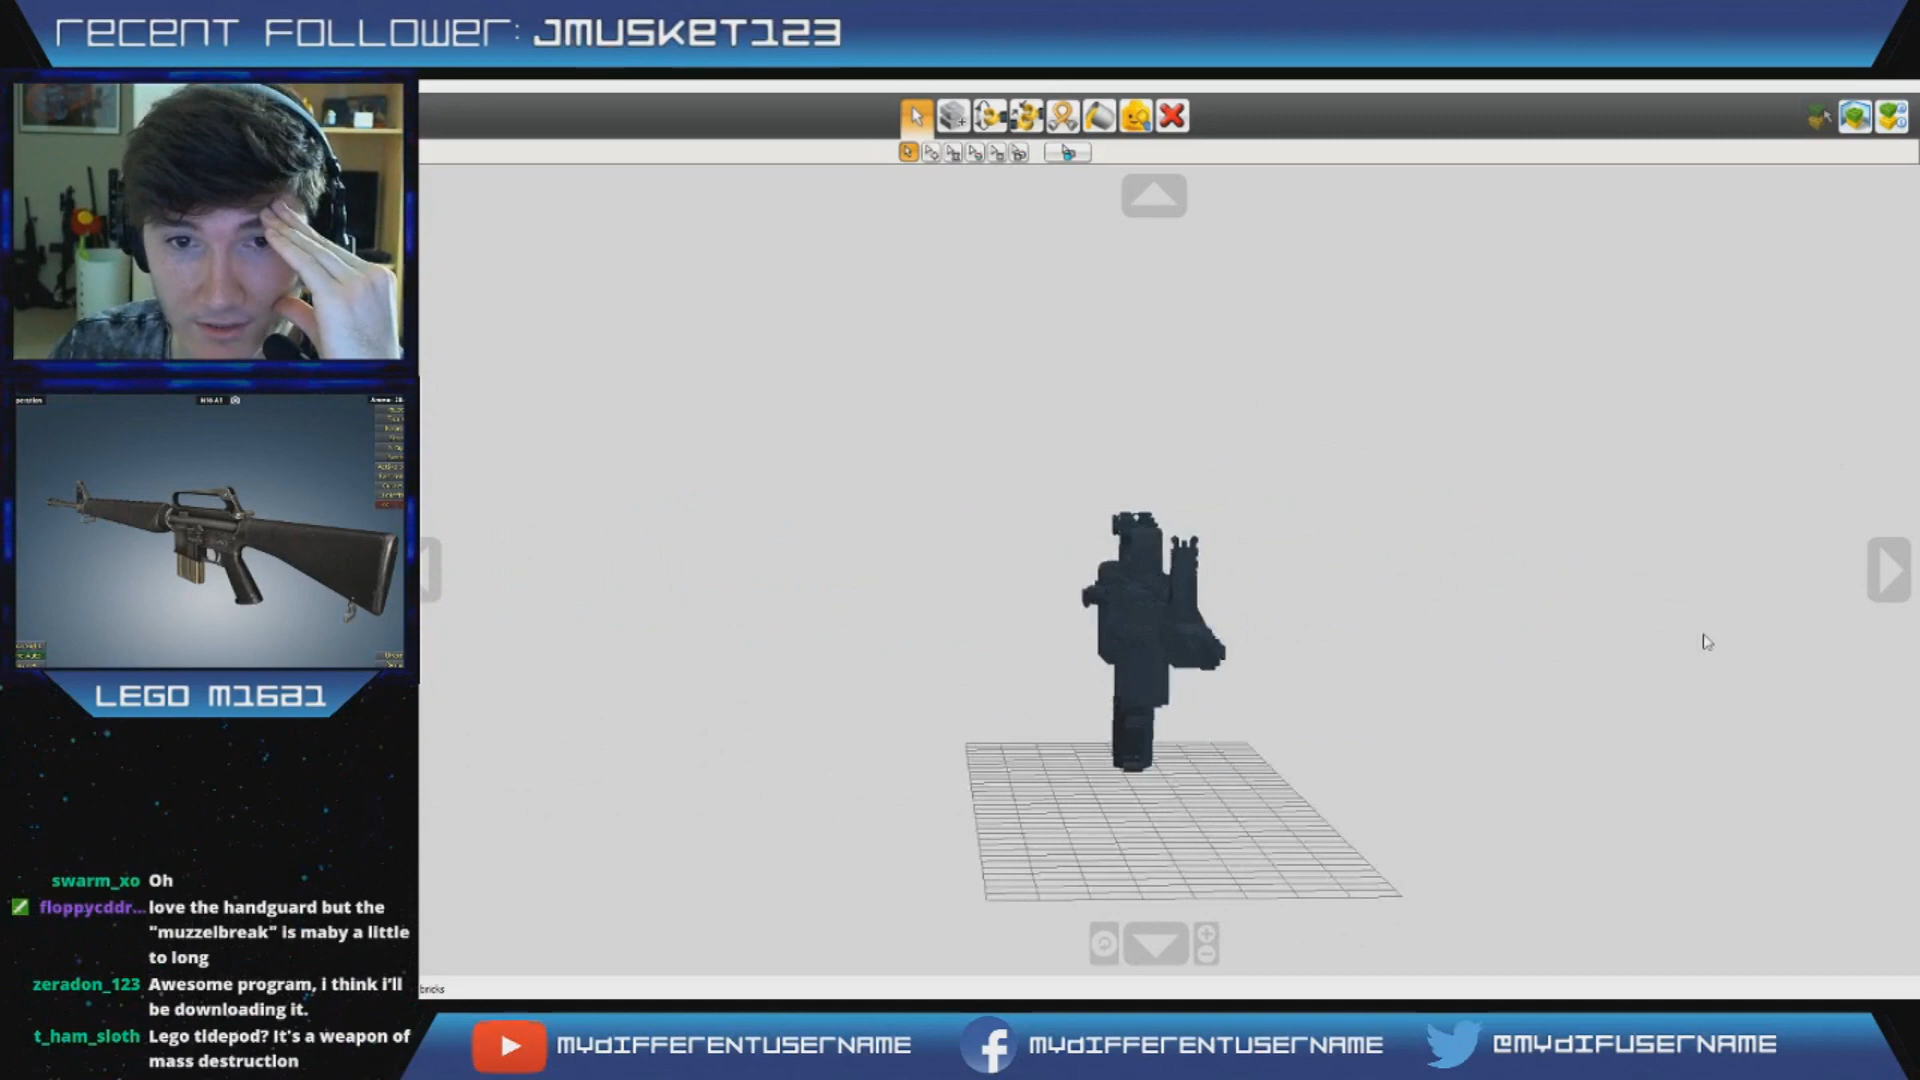 recent follower: JMUSKET123
M16A1
LEGO M16A1
swarm_xo Oh
floppycddr... love the handguard but the
"muzzelbreak" is maby a little
to long
zeradon_123 Awesome program, i think i'll
be downloading it.
t_ham_sloth Lego tidepod? It's a weapon of
mass destruction
bricks
MYDIFFERENTUSERNAME
MYDIFFERENTUSERNAME
@MYDIFUSERNAME